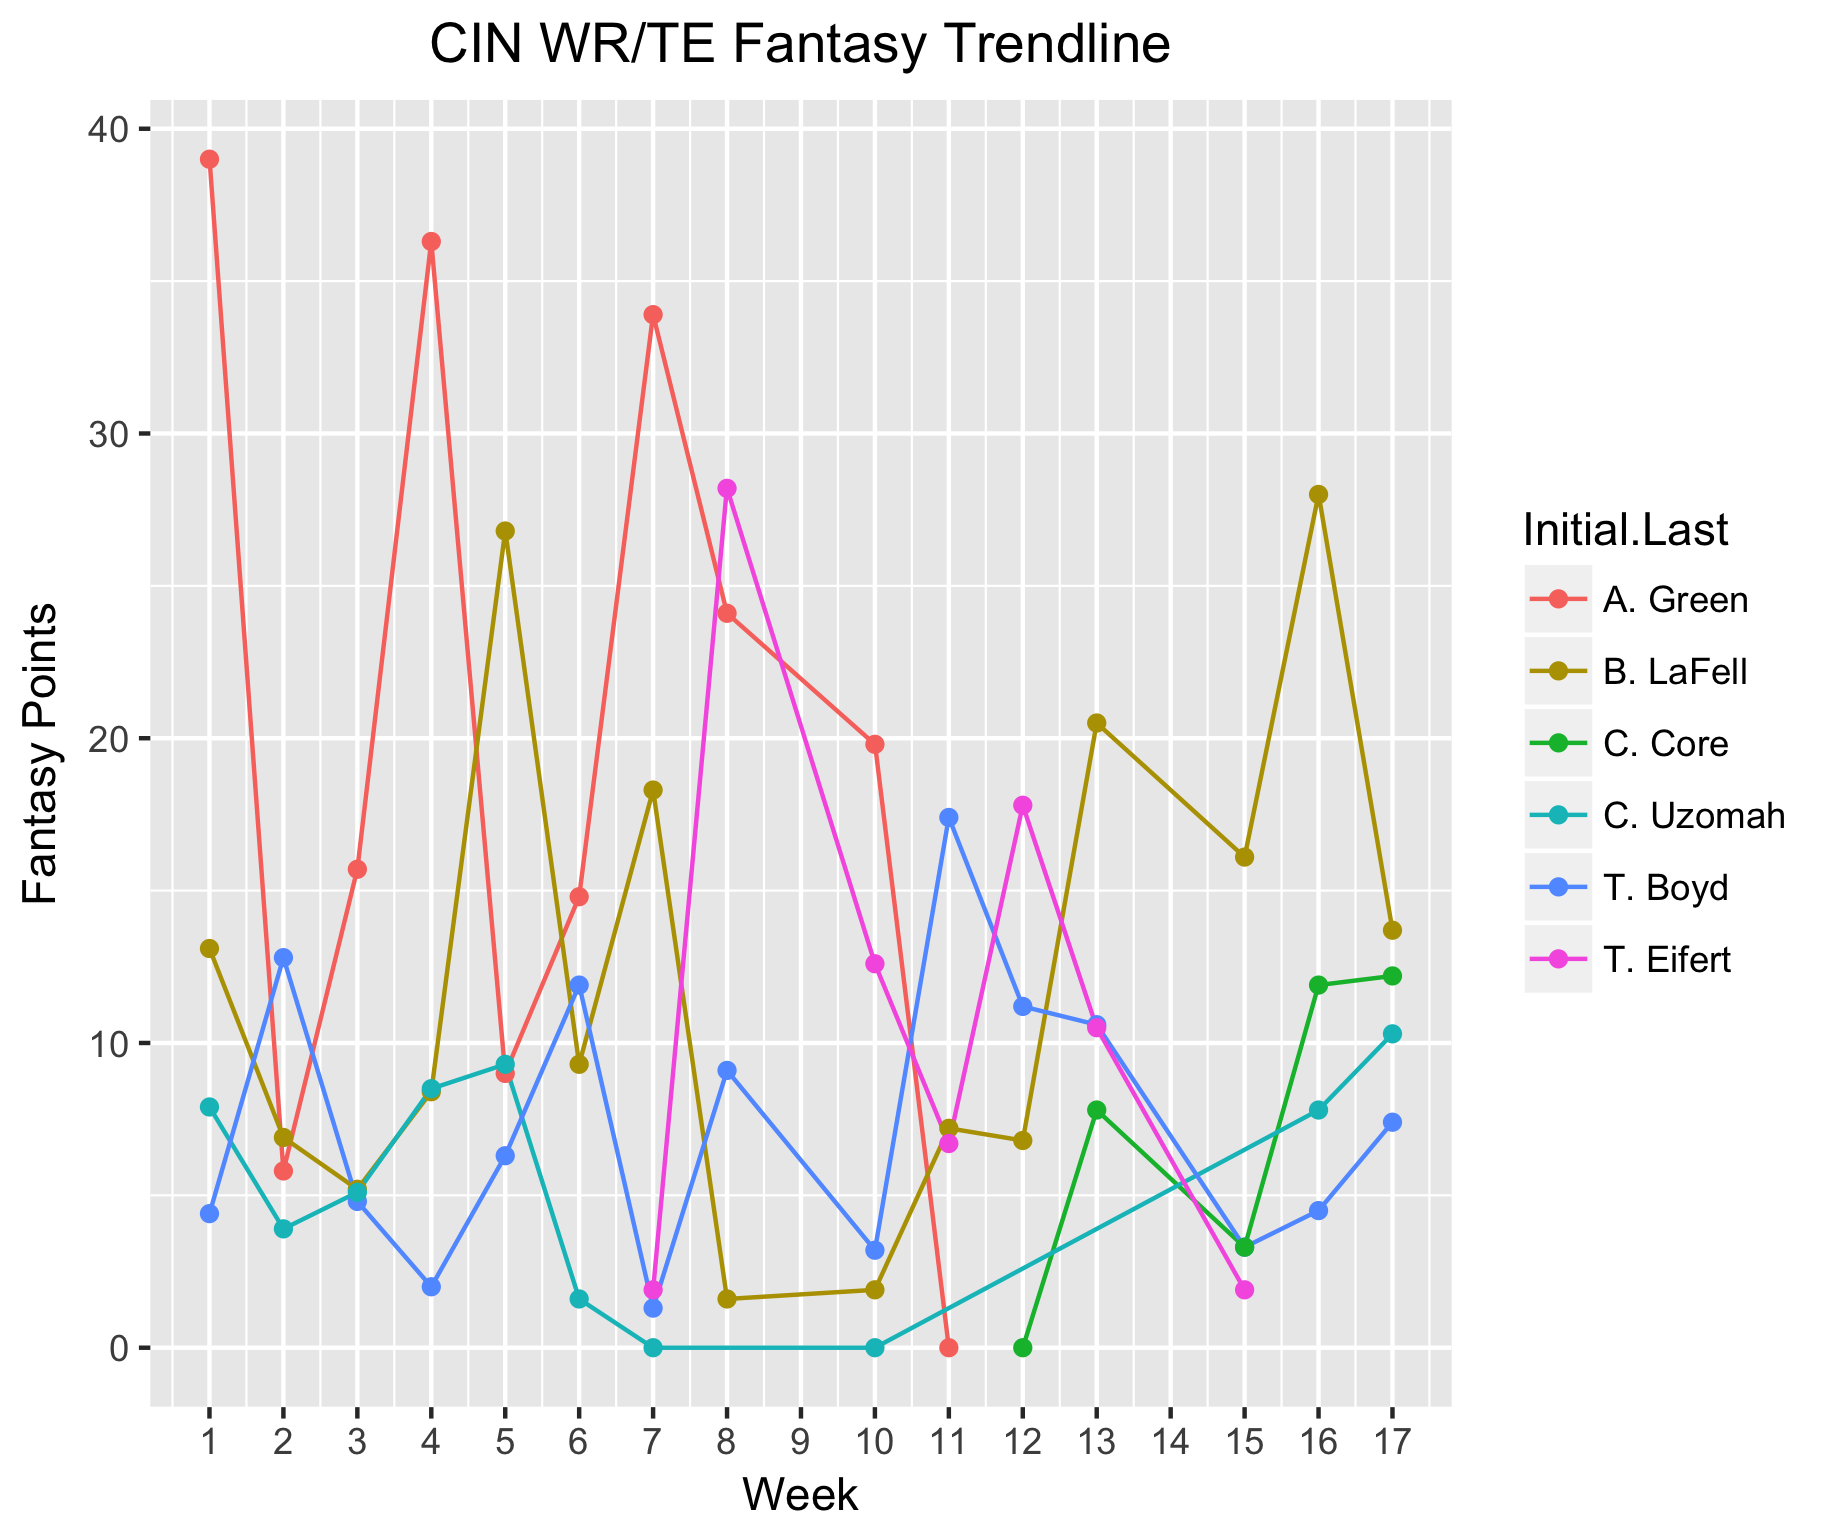 CIN WR/TE Fantasy Trendline
40
30
20
10
0
Fantasy Points
1 2 3 4 5 6 7 8 9 10 11 12 13 14 15 16 17
Week
Initial.Last
A. Green
B. LaFell
C. Core
C. Uzomah
T. Boyd
T. Eifert